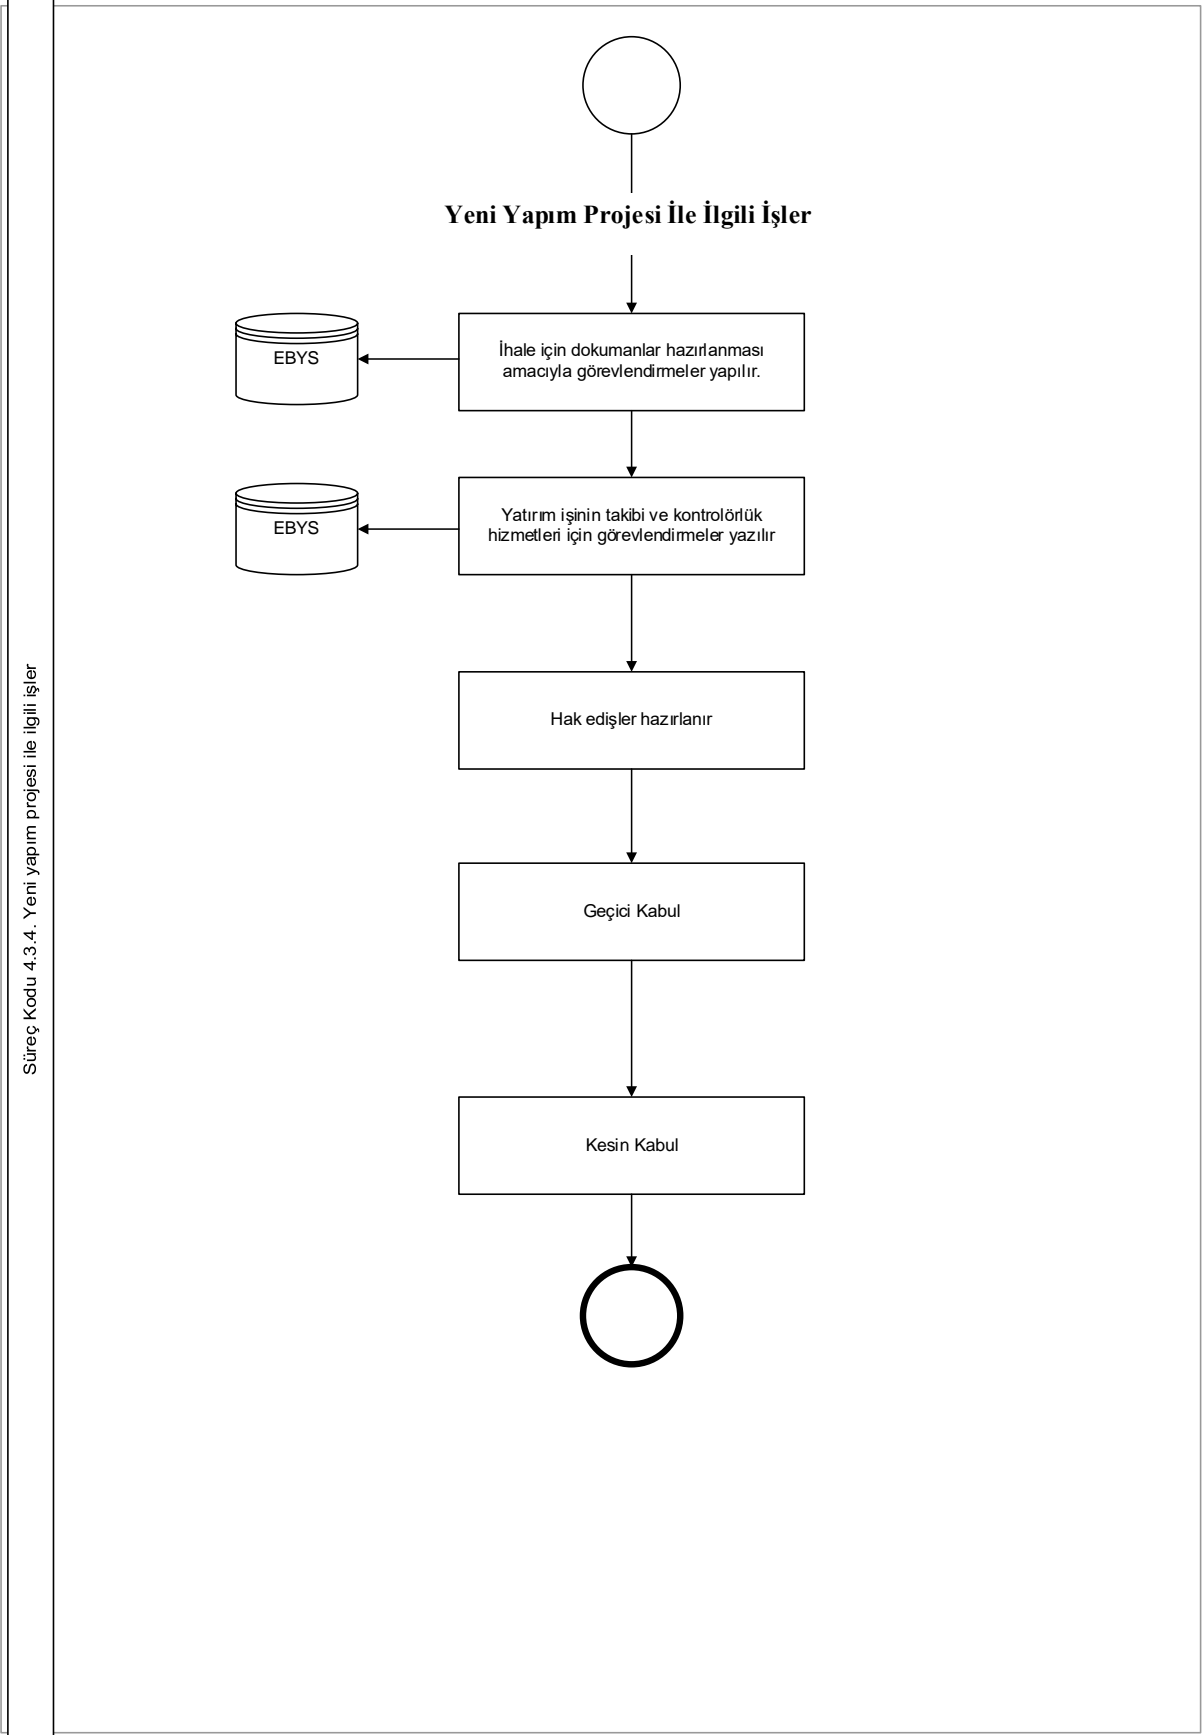 Yeni Yapım Projesi İle İlgili İşler
İhale için dokumanlar hazırlanması
amacıyla görevlendirmeler yapılır.
EBYS
Yatırım işinin takibi ve kontrolörlük
hizmetleri için görevlendirmeler yazılır
EBYS
Hak edişler hazırlanır
Geçici Kabul
Kesin Kabul
Süreç Kodu 4.3.4. Yeni yapım projesi ile ilgili işler